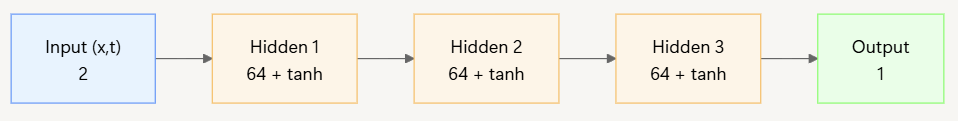 Input (x,t)
2
Hidden 1
64 + tanh
Hidden 2
64 + tanh
Hidden 3
64 + tanh
Output
1